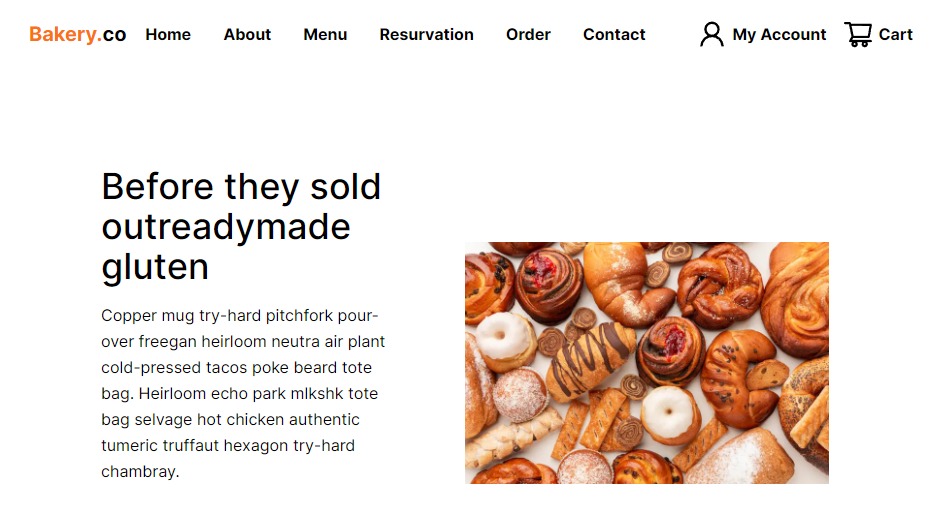 Bakery.co Home About Menu Resurvation Order Contact My Account Cart
Before they sold
outreadymade
gluten
Copper mug try-hard pitchfork pour-
over freegan heirloom neutra air plant
cold-pressed tacos poke beard tote
bag. Heirloom echo park mlkshk tote
bag selvage hot chicken authentic
tumeric truffaut hexagon try-hard
chambray.